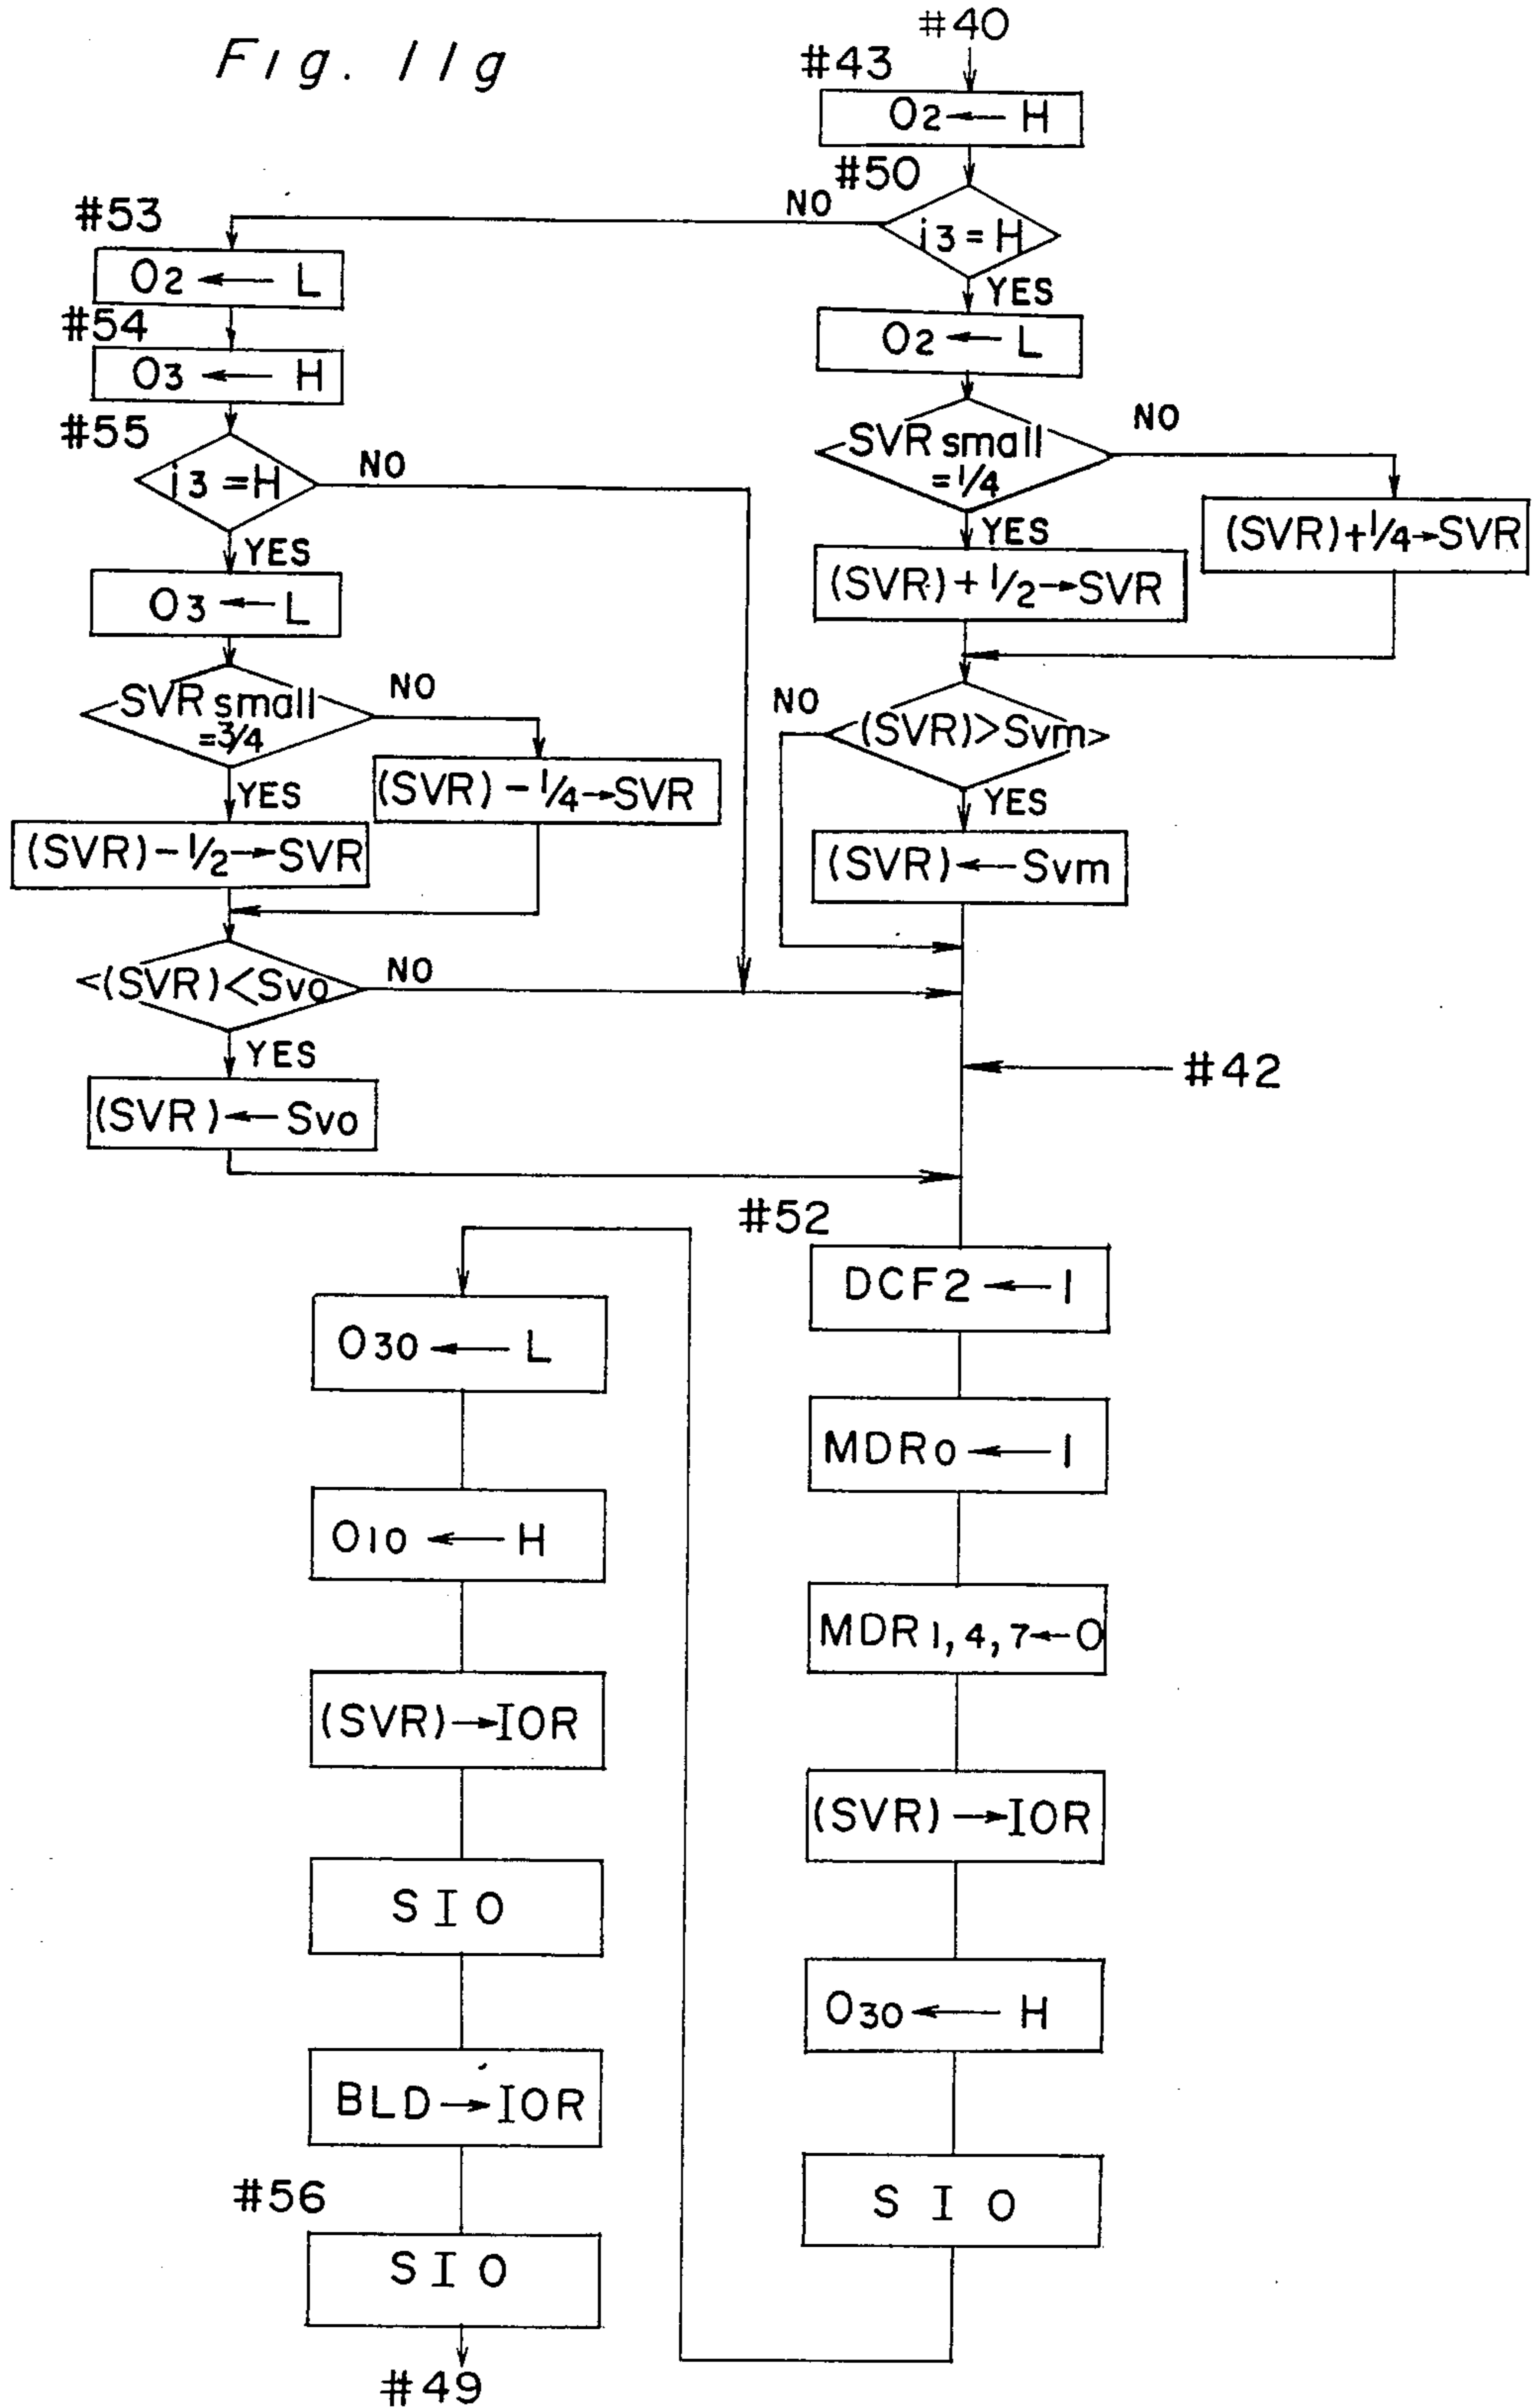 Fig. 11g
#40
#43
O2 ← H
#50
i3 = H
NO
YES
O2 ← L
SVR small
= 1/4
NO
YES
(SVR) + 1/4 → SVR
(SVR) + 1/2 → SVR
(SVR) > Svm
NO
YES
(SVR) ← Svm
#53
O2 ← L
#54
O3 ← H
#55
i3 = H
NO
YES
O3 ← L
SVR small
= 3/4
NO
YES
(SVR) - 1/4 → SVR
(SVR) - 1/2 → SVR
(SVR) < Svo
NO
YES
(SVR) ← Svo
#42
#52
DCF2 ← 1
MDR0 ← 1
MDR1, 4, 7 ← 0
(SVR) → IOR
O30 ← H
SIO
O30 ← L
O10 ← H
(SVR) → IOR
SIO
BLD → IOR
#56
SIO
#49